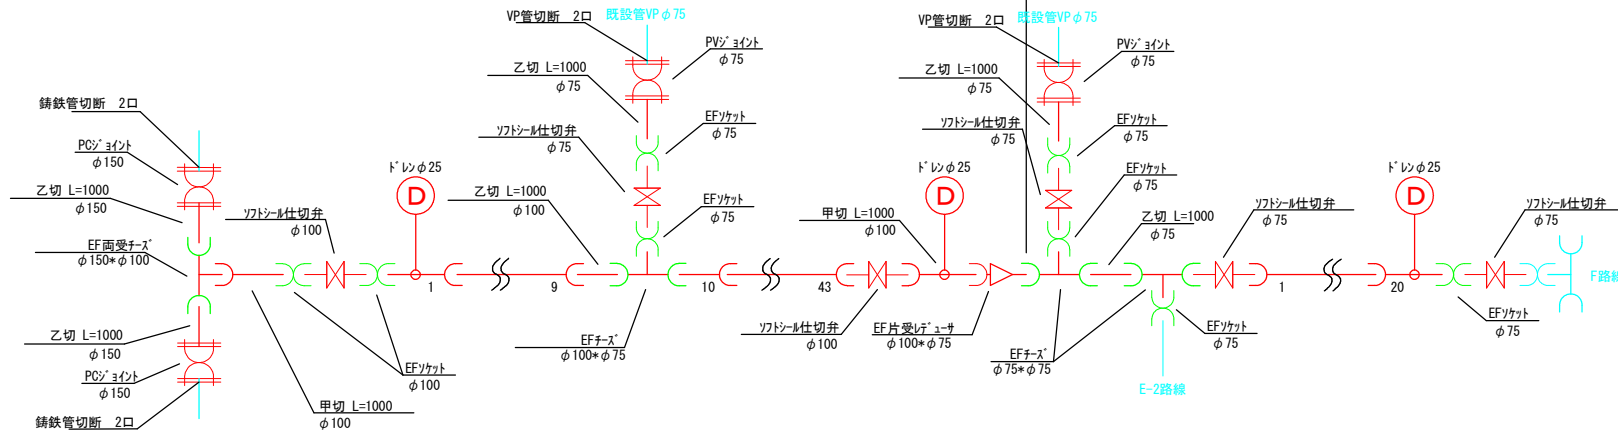 鋳鉄管切断　2口
PCジョイント
φ150
乙切 L=1000
φ150
EF両受チーズ
φ150*φ100
乙切 L=1000
φ150
PCジョイント
φ150
鋳鉄管切断　2口
ソフトシール仕切弁
φ100
甲切 L=1000
φ100
EFソケット
φ100
ドレンφ25
D
1
9
乙切 L=1000
φ100
VP管切断　2口
既設管VPφ75
PVジョイント
φ75
乙切 L=1000
φ75
EFソケット
φ75
ソフトシール仕切弁
φ75
EFソケット
φ75
EFチーズ
φ100*φ75
10
43
ソフトシール仕切弁
φ100
甲切 L=1000
φ100
ドレンφ25
D
EF片受レデューサ
φ100*φ75
VP管切断　2口
既設管VPφ75
PVジョイント
φ75
乙切 L=1000
φ75
EFソケット
φ75
ソフトシール仕切弁
φ75
EFソケット
φ75
乙切 L=1000
φ75
EFチーズ
φ75*φ75
EFソケット
φ75
E-2路線
ソフトシール仕切弁
φ75
1
20
ドレンφ25
D
EFソケット
φ75
ソフトシール仕切弁
φ75
F路線